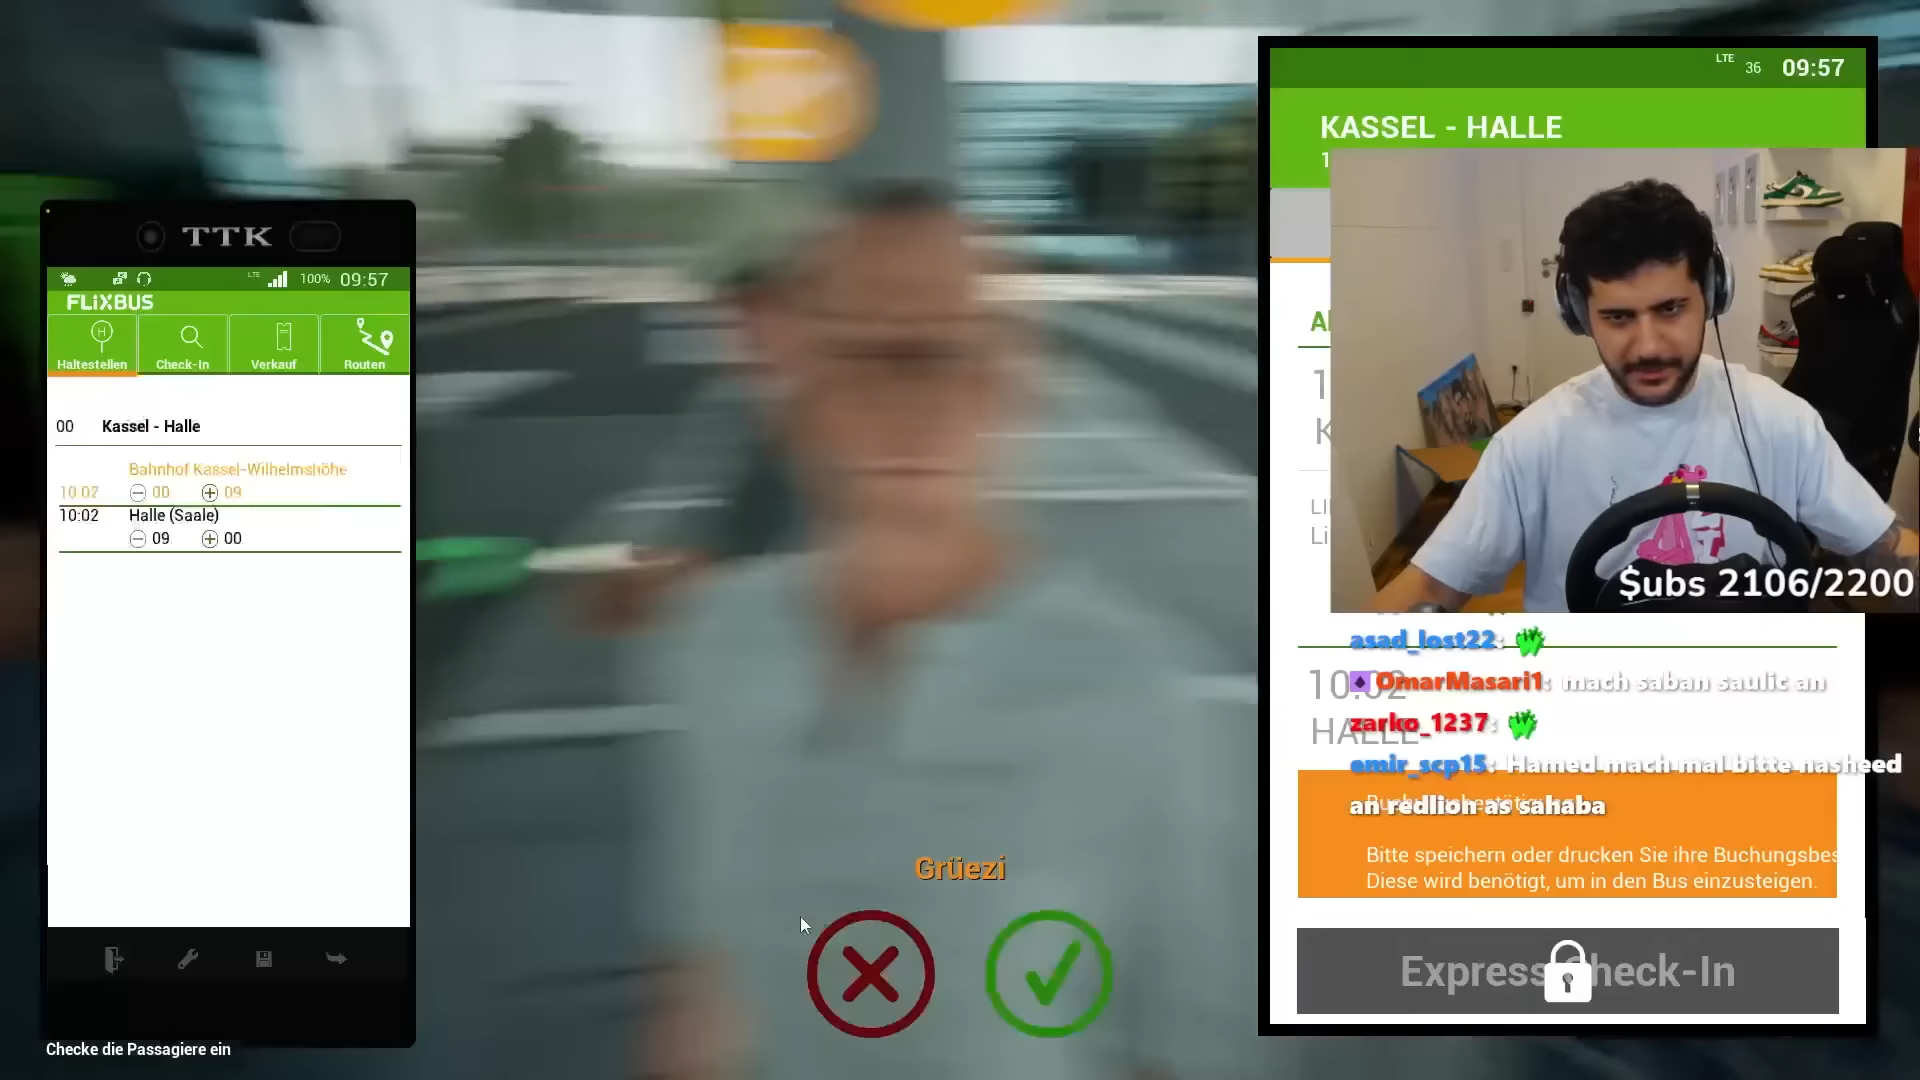 TTK
LTE 100% 09:57
FLiXBUS
Haltestellen Check-In Verkauf Routen
00 Kassel - Halle
Bahnhof Kassel-Wilhelmshöhe
10:02 00 09
10:02 Halle (Saale)
09 00
Checke die Passagiere ein
Grüezi
LTE 36 09:57
KASSEL - HALLE
$ubs 2106/2200
asad_lost22:
OmarMasari1: mach saban saulic an
zarko_1237:
10:02
HALLE
emir_scp15: Hamed mach mal bitte nasheed
an redlion as sahaba
Bitte speichern oder drucken Sie ihre Buchungsbes
Diese wird benötigt, um in den Bus einzusteigen.
Express Check-In